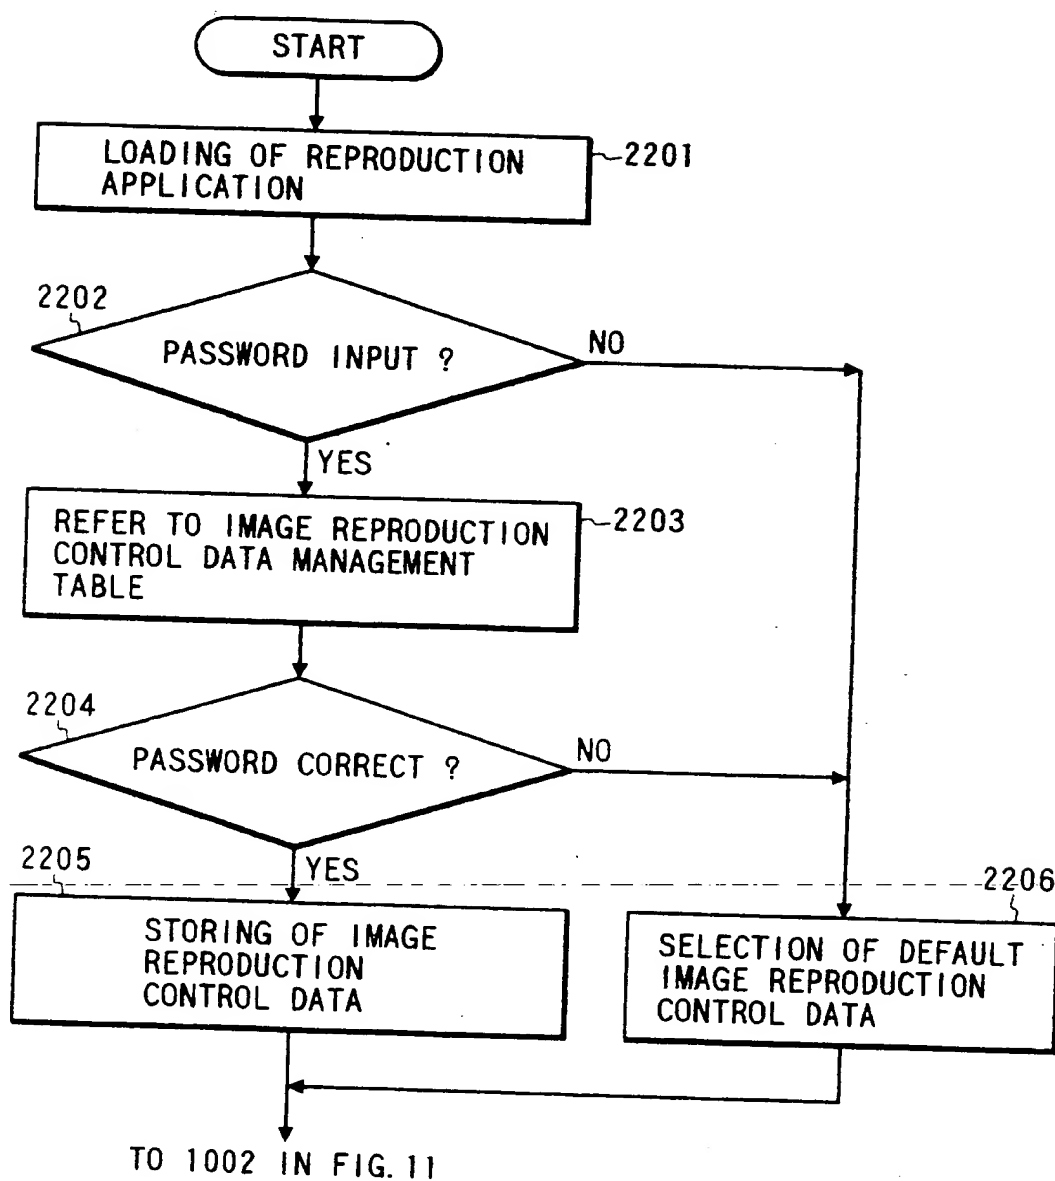 START
LOADING OF REPRODUCTION
APPLICATION
2201
2202
PASSWORD INPUT ?
NO
YES
REFER TO IMAGE REPRODUCTION
CONTROL DATA MANAGEMENT
TABLE
2203
2204
PASSWORD CORRECT ?
NO
YES
2205
STORING OF IMAGE
REPRODUCTION
CONTROL DATA
2206
SELECTION OF DEFAULT
IMAGE REPRODUCTION
CONTROL DATA
TO 1002 IN FIG. 11